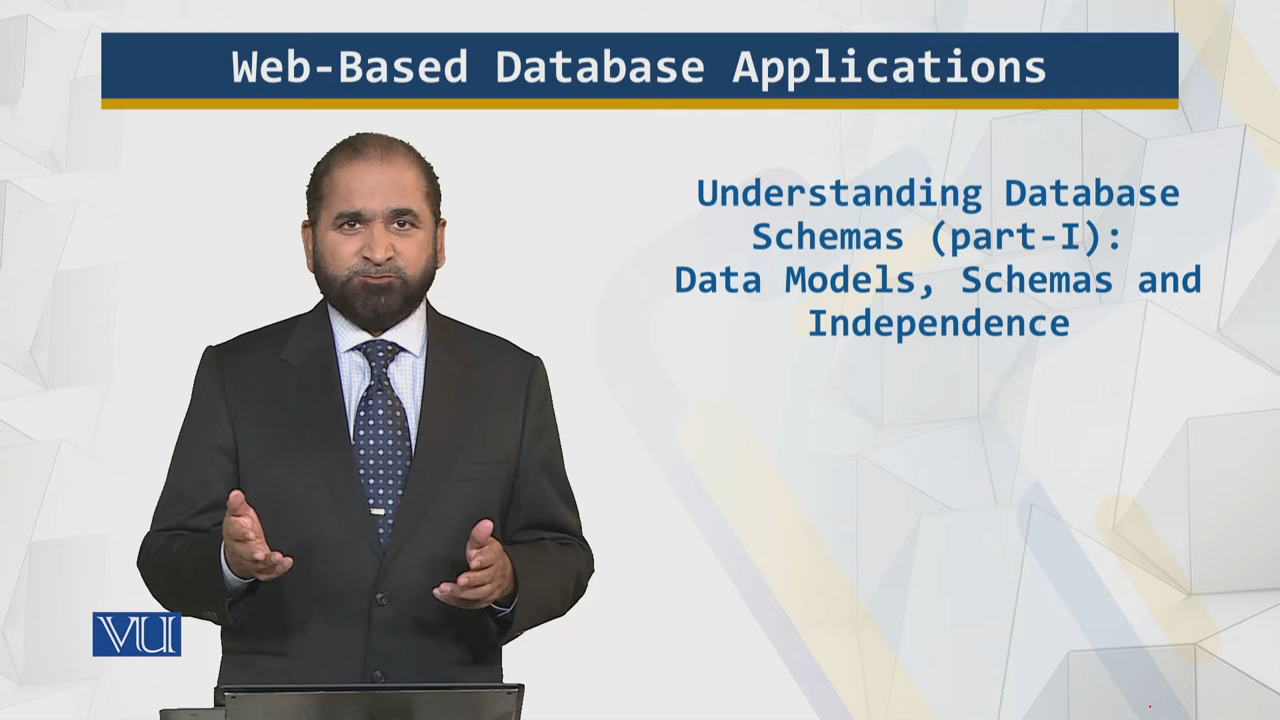 Web-Based Database Applications
Understanding Database
Schemas (part-I):
Data Models, Schemas and
Independence
VU